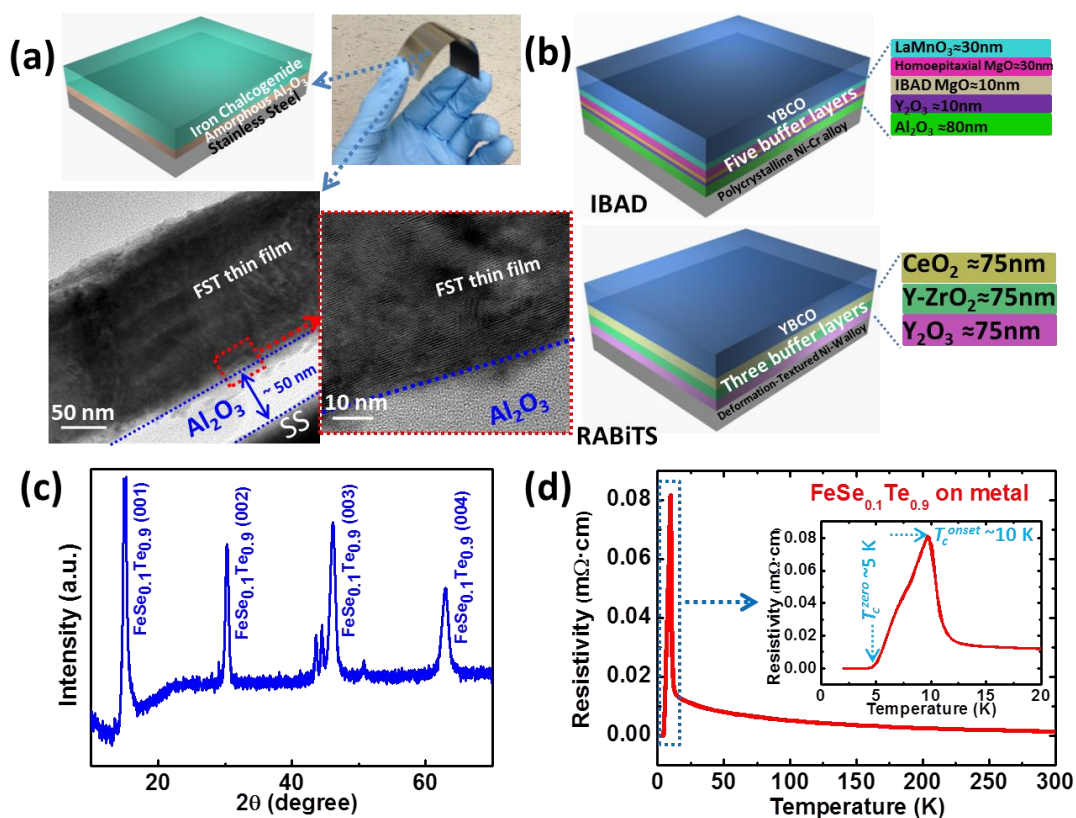 (a)
Iron Chalcogenide
Amorphous Al₂O₃
Stainless Steel
FST thin film
~ 50 nm
Al₂O₃
SS
50 nm
FST thin film
Al₂O₃
10 nm
(b)
YBCO
Five buffer layers
Polycrystalline Ni-Cr alloy
IBAD
LaMnO₃≈30nm
Homoepitaxial MgO≈30nm
IBAD MgO≈10nm
Y₂O₃ ≈10nm
Al₂O₃ ≈80nm
YBCO
Three buffer layers
Deformation-Textured Ni-W alloy
RABiTS
CeO₂ ≈75nm
Y-ZrO₂≈75nm
Y₂O₃ ≈75nm
(c)
Intensity (a.u.)
FeSe₀.₁Te₀.₉ (001)
FeSe₀.₁Te₀.₉ (002)
FeSe₀.₁Te₀.₉ (003)
FeSe₀.₁Te₀.₉ (004)
20 40 60
2θ (degree)
(d)
Resistivity (mΩ·cm)
0.08
0.06
0.04
0.02
0.00
0 50 100 150 200 250 300
Temperature (K)
FeSe₀.₁Te₀.₉ on metal
Resistivity (mΩ·cm)
0.08
0.06
0.04
0.02
0.00
0 5 10 15 20
Temperature (K)
T_c^zero ~5 K
T_c^onset ~10 K